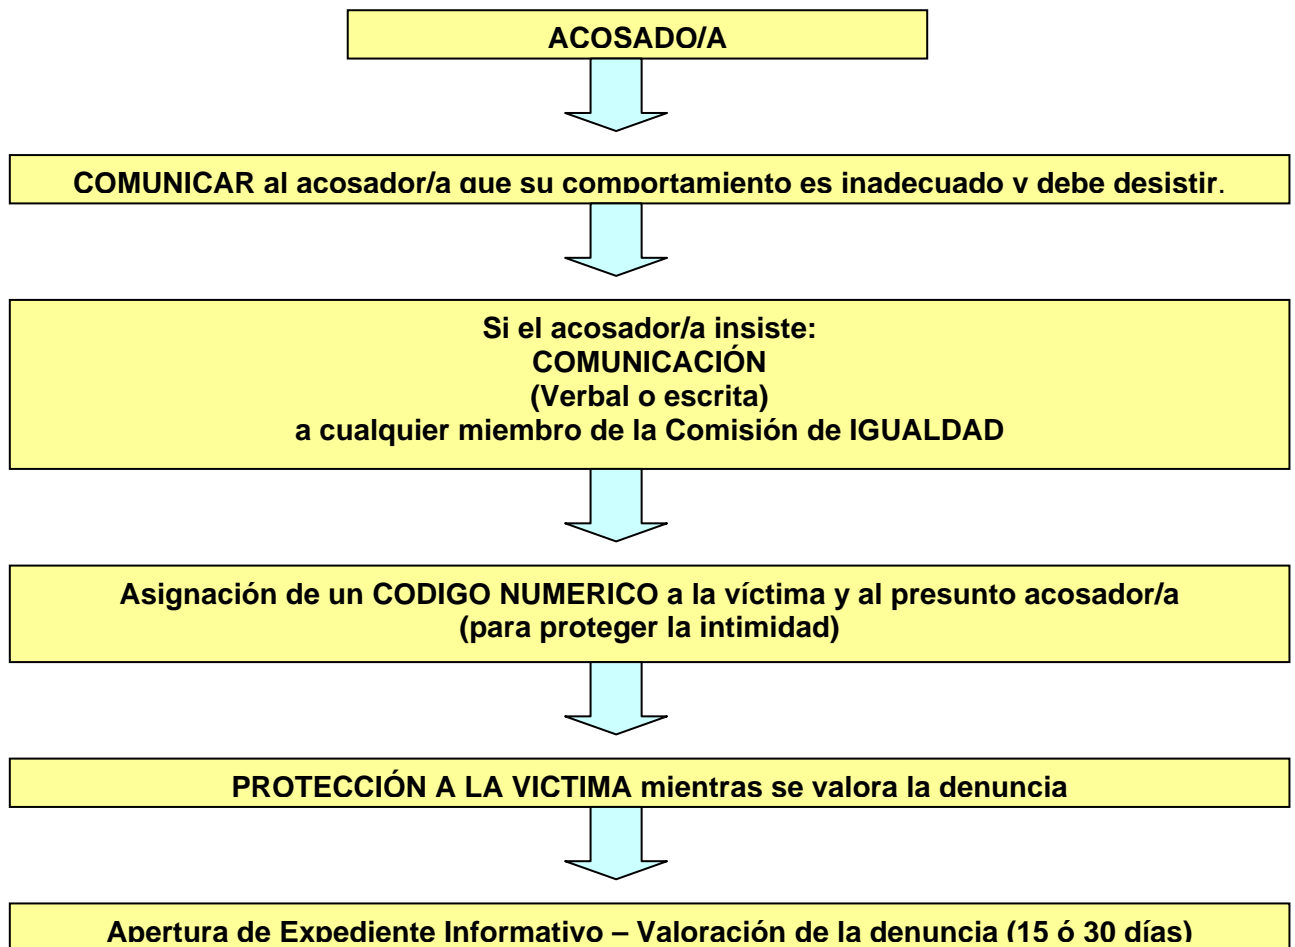 ACOSADO/A
COMUNICAR al acosador/a que su comportamiento es inadecuado y debe desistir.
Si el acosador/a insiste:
COMUNICACIÓN
(Verbal o escrita)
a cualquier miembro de la Comisión de IGUALDAD
Asignación de un CODIGO NUMERICO a la víctima y al presunto acosador/a
(para proteger la intimidad)
PROTECCIÓN A LA VICTIMA mientras se valora la denuncia
Apertura de Expediente Informativo – Valoración de la denuncia (15 ó 30 días)